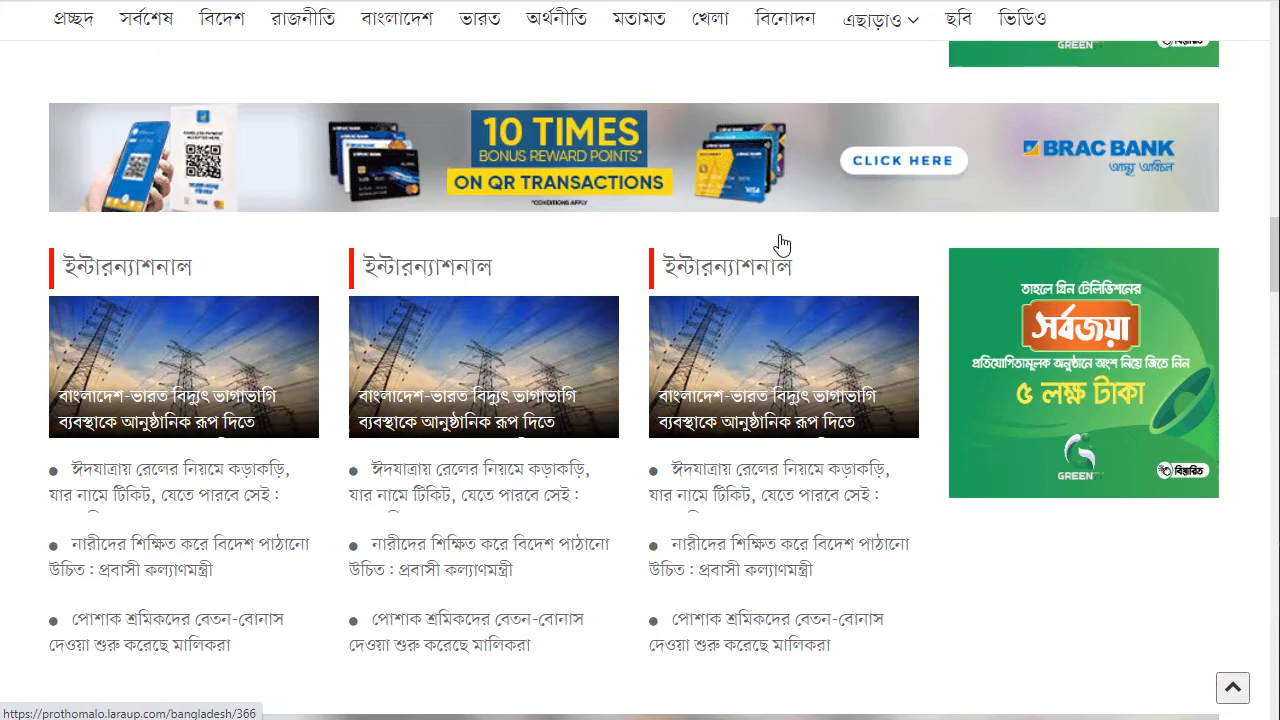 প্রচ্ছদ সর্বশেষ বিদেশ রাজনীতি বাংলাদেশ ভারত অর্থনীতি মতামত খেলা বিনোদন এছাড়াও ছবি ভিডিও
GREEN বিস্তারিত
10 TIMES
BONUS REWARD POINTS*
ON QR TRANSACTIONS
*CONDITIONS APPLY
CLICK HERE
BRAC BANK
আস্থা অবিচল
ইন্টারন্যাশনাল ইন্টারন্যাশনাল ইন্টারন্যাশনাল
বাংলাদেশ-ভারত বিদ্যুৎ ভাগাভাগি
ব্যবস্থাকে আনুষ্ঠানিক রূপ দিতে
ঈদযাত্রায় রেলের নিয়মে কড়াকড়ি,
যার নামে টিকিট, যেতে পারবে সেই :
নারীদের শিক্ষিত করে বিদেশ পাঠানো
উচিত : প্রবাসী কল্যাণমন্ত্রী
পোশাক শ্রমিকদের বেতন-বোনাস
দেওয়া শুরু করেছে মালিকরা
বাংলাদেশ-ভারত বিদ্যুৎ ভাগাভাগি
ব্যবস্থাকে আনুষ্ঠানিক রূপ দিতে
ঈদযাত্রায় রেলের নিয়মে কড়াকড়ি,
যার নামে টিকিট, যেতে পারবে সেই :
নারীদের শিক্ষিত করে বিদেশ পাঠানো
উচিত : প্রবাসী কল্যাণমন্ত্রী
পোশাক শ্রমিকদের বেতন-বোনাস
দেওয়া শুরু করেছে মালিকরা
বাংলাদেশ-ভারত বিদ্যুৎ ভাগাভাগি
ব্যবস্থাকে আনুষ্ঠানিক রূপ দিতে
ঈদযাত্রায় রেলের নিয়মে কড়াকড়ি,
যার নামে টিকিট, যেতে পারবে সেই :
নারীদের শিক্ষিত করে বিদেশ পাঠানো
উচিত : প্রবাসী কল্যাণমন্ত্রী
পোশাক শ্রমিকদের বেতন-বোনাস
দেওয়া শুরু করেছে মালিকরা
তাহলে গ্রিন টেলিভিশনের
সর্বজয়া
প্রতিযোগিতামূলক অনুষ্ঠানে অংশ নিয়ে জিতে নিন
৫ লক্ষ টাকা
GREEN TV বিস্তারিত
https://prothomalo.laraup.com/bangladesh/366